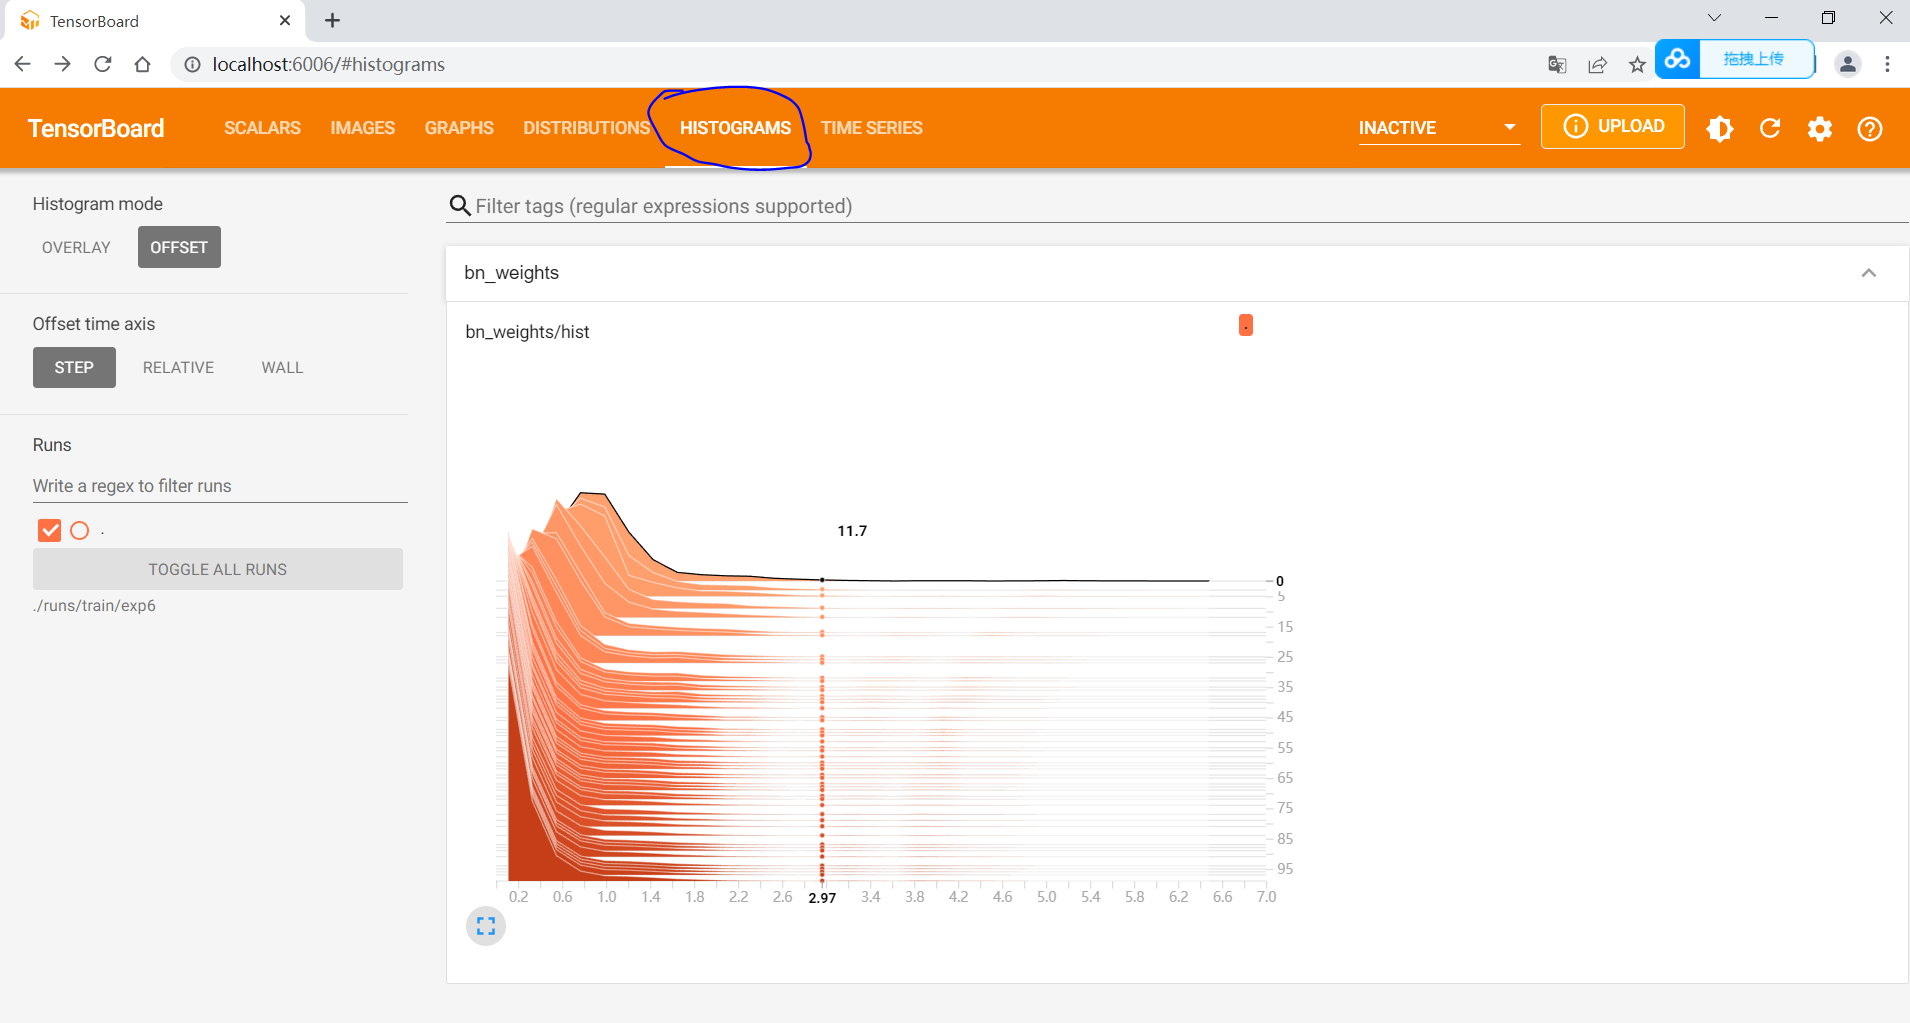 TensorBoard
localhost:6006/#histograms
拖拽上传
TensorBoard SCALARS IMAGES GRAPHS DISTRIBUTIONS HISTOGRAMS TIME SERIES INACTIVE UPLOAD
Histogram mode
OVERLAY OFFSET
Offset time axis
STEP RELATIVE WALL
Runs
Write a regex to filter runs
.
TOGGLE ALL RUNS
./runs/train/exp6
Filter tags (regular expressions supported)
bn_weights
bn_weights/hist
.
11.7
0
5
15
25
35
45
55
65
75
85
95
0.2 0.6 1.0 1.4 1.8 2.2 2.6 2.97 3.4 3.8 4.2 4.6 5.0 5.4 5.8 6.2 6.6 7.0